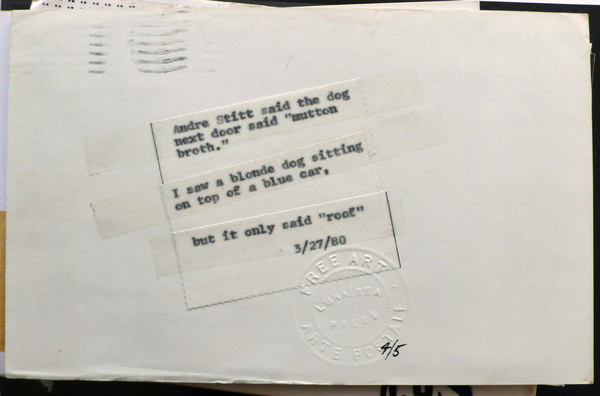 Andre Stitt said the dog
next door said "mutton
broth."
I saw a blonde dog sitting
on top of a blue car,
but it only said "roof"
3/27/80
FREE ART
PRESS
ARTE POSTALE
4/5